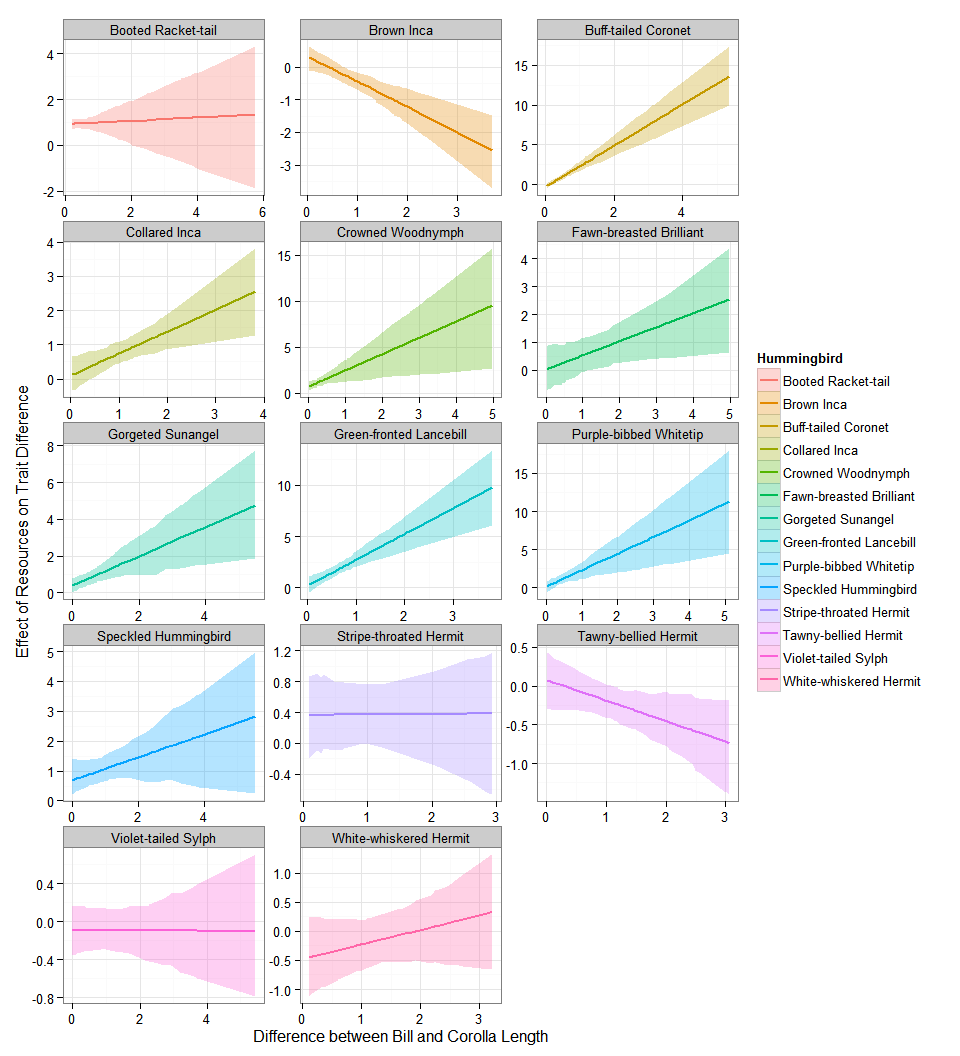 Booted Racket-tail
Brown Inca
Buff-tailed Coronet
4
2
0
-2
0 2 4 6
0
-1
-2
-3
0 1 2 3
15
10
5
0
0 2 4
Collared Inca
Crowned Woodnymph
Fawn-breasted Brilliant
4
3
2
1
0
0 1 2 3 4
15
10
5
0
0 1 2 3 4 5
4
3
2
1
0
0 1 2 3 4 5
Gorgeted Sunangel
Green-fronted Lancebill
Purple-bibbed Whitetip
8
6
4
2
0
0 2 4
10
5
0
0 1 2 3
15
10
5
0
0 1 2 3 4 5
Speckled Hummingbird
Stripe-throated Hermit
Tawny-bellied Hermit
5
4
3
2
1
0
0 2 4
1.2
0.8
0.4
0.0
-0.4
0 1 2 3
0.5
0.0
-0.5
-1.0
0 1 2 3
Violet-tailed Sylph
White-whiskered Hermit
0.4
0.0
-0.4
-0.8
0 2 4
1.0
0.5
0.0
-0.5
-1.0
0 1 2 3
Effect of Resources on Trait Difference
Difference between Bill and Corolla Length
Hummingbird
Booted Racket-tail
Brown Inca
Buff-tailed Coronet
Collared Inca
Crowned Woodnymph
Fawn-breasted Brilliant
Gorgeted Sunangel
Green-fronted Lancebill
Purple-bibbed Whitetip
Speckled Hummingbird
Stripe-throated Hermit
Tawny-bellied Hermit
Violet-tailed Sylph
White-whiskered Hermit